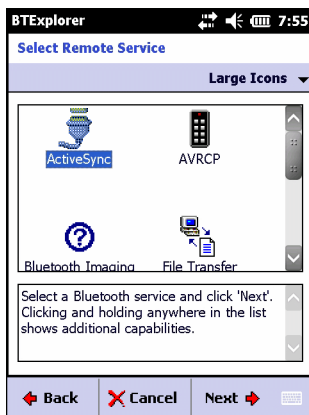 BTExplorer 7:55
Select Remote Service
Large Icons
ActiveSync AVRCP
Bluetooth Imaging File Transfer
Select a Bluetooth service and click 'Next'.
Clicking and holding anywhere in the list
shows additional capabilities.
Back Cancel Next